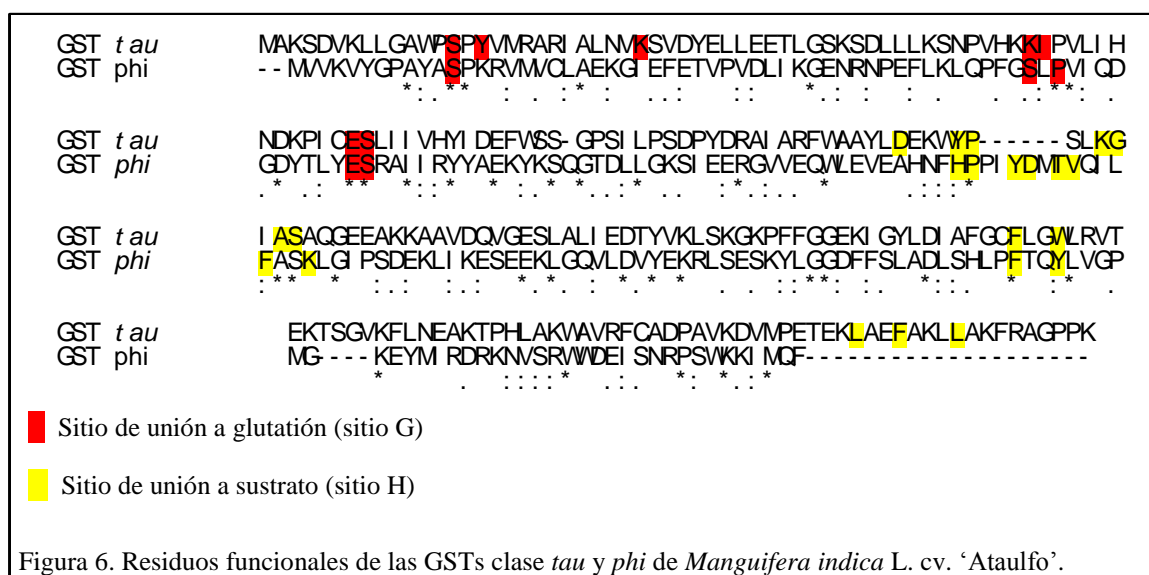 GST tau MAKSDVKLLGAWPSPYVMRARIALNVKSVDYELLEETLGSKSDLLLKSNPVHKKIPVLIH
GST phi --MVVKVYGPAYASPKRVMVCLAEKGIEFETVPVDLIKGENRNPEFLKLQPFGSLPVIQD
*:. ** : . :* : .:: . :: *. : : . . .: **: .
GST tau NDKPICESLIIVHYIDEFWSS-GPSILPSDPYDRAIARFWAAYLDEKWYP------SLKG
GST phi GDYTLYESRAIIRYYAEKYKSQGTDLLGKSIEERGVVEQWLEVEAHNFHPPIYDMTVQIL
. * . : ** *: : * * : . * * . : * . . : * . : . * . : : : *
GST tau IASAQGEEAKKAAVDQVGESLALIEDTYVKLSKGKPFFGGEKIGYLDIAFGCFLGWLRVT
GST phi FASKLGIPSDEKLIKESEEKLGQVLDVYEKRLSESKYLGGDFFSLADLSHLPFTQYLVGP
:** * : . : : . : *.*. : *.* * . . ::**: : . *: : . * : * .
GST tau EKTSGVKFLNEAKTPHLAKWAVRFCADPAVKDVMPETEKLAEFAKLLAKFRAGPPK
GST phi MG----KEYMIRDRKNVSRWWDEISNRPSWKKIMQF--------------------
* . ::::* .:. *: *.:*
Sitio de unión a glutatión (sitio G)
Sitio de unión a sustrato (sitio H)
Figura 6. Residuos funcionales de las GSTs clase tau y phi de Manguifera indica L. cv. ‘Ataulfo’.